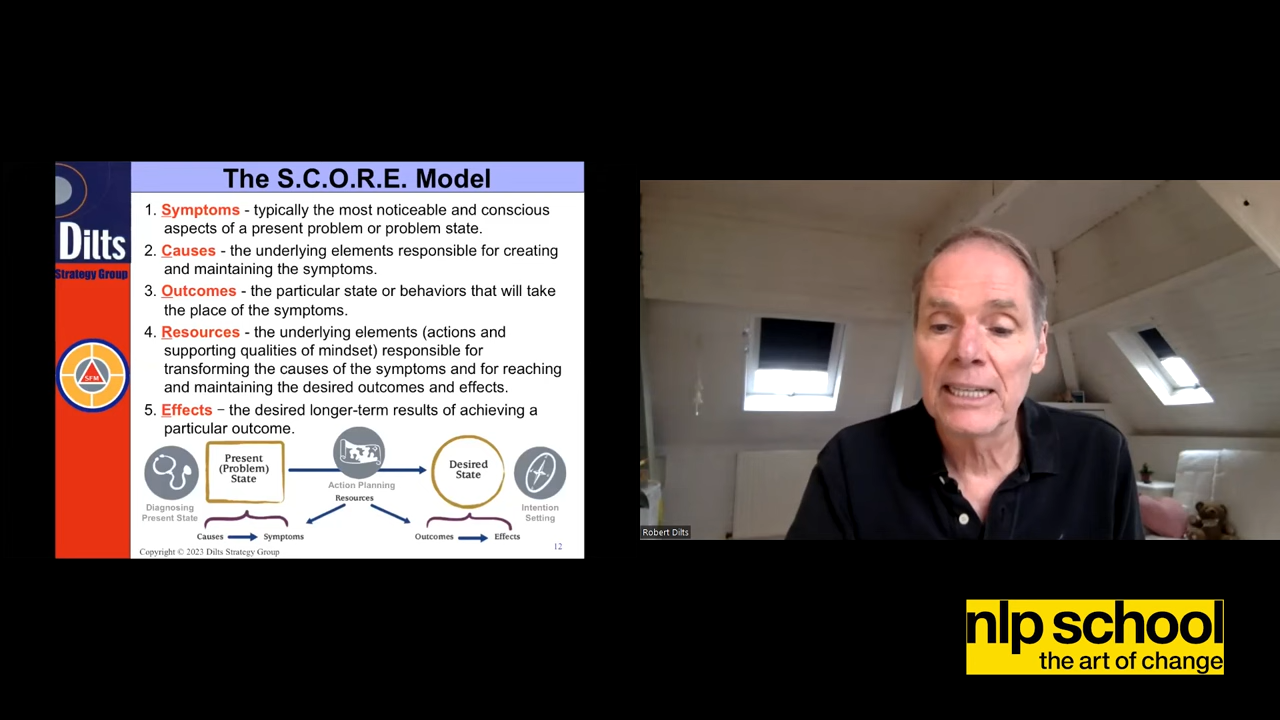 The S.C.O.R.E. Model
1. Symptoms - typically the most noticeable and conscious
aspects of a present problem or problem state.
2. Causes - the underlying elements responsible for creating
and maintaining the symptoms.
3. Outcomes - the particular state or behaviors that will take
the place of the symptoms.
4. Resources - the underlying elements (actions and
supporting qualities of mindset) responsible for
transforming the causes of the symptoms and for reaching
and maintaining the desired outcomes and effects.
5. Effects – the desired longer-term results of achieving a
particular outcome.
Dilts
Strategy Group
SFM
Diagnosing
Present State
Present
(Problem)
State
Action Planning
Resources
Desired
State
Intention
Setting
Causes
Symptoms
Outcomes
Effects
Copyright © 2023 Dilts Strategy Group
12
Robert Dilts
nlp school
the art of change